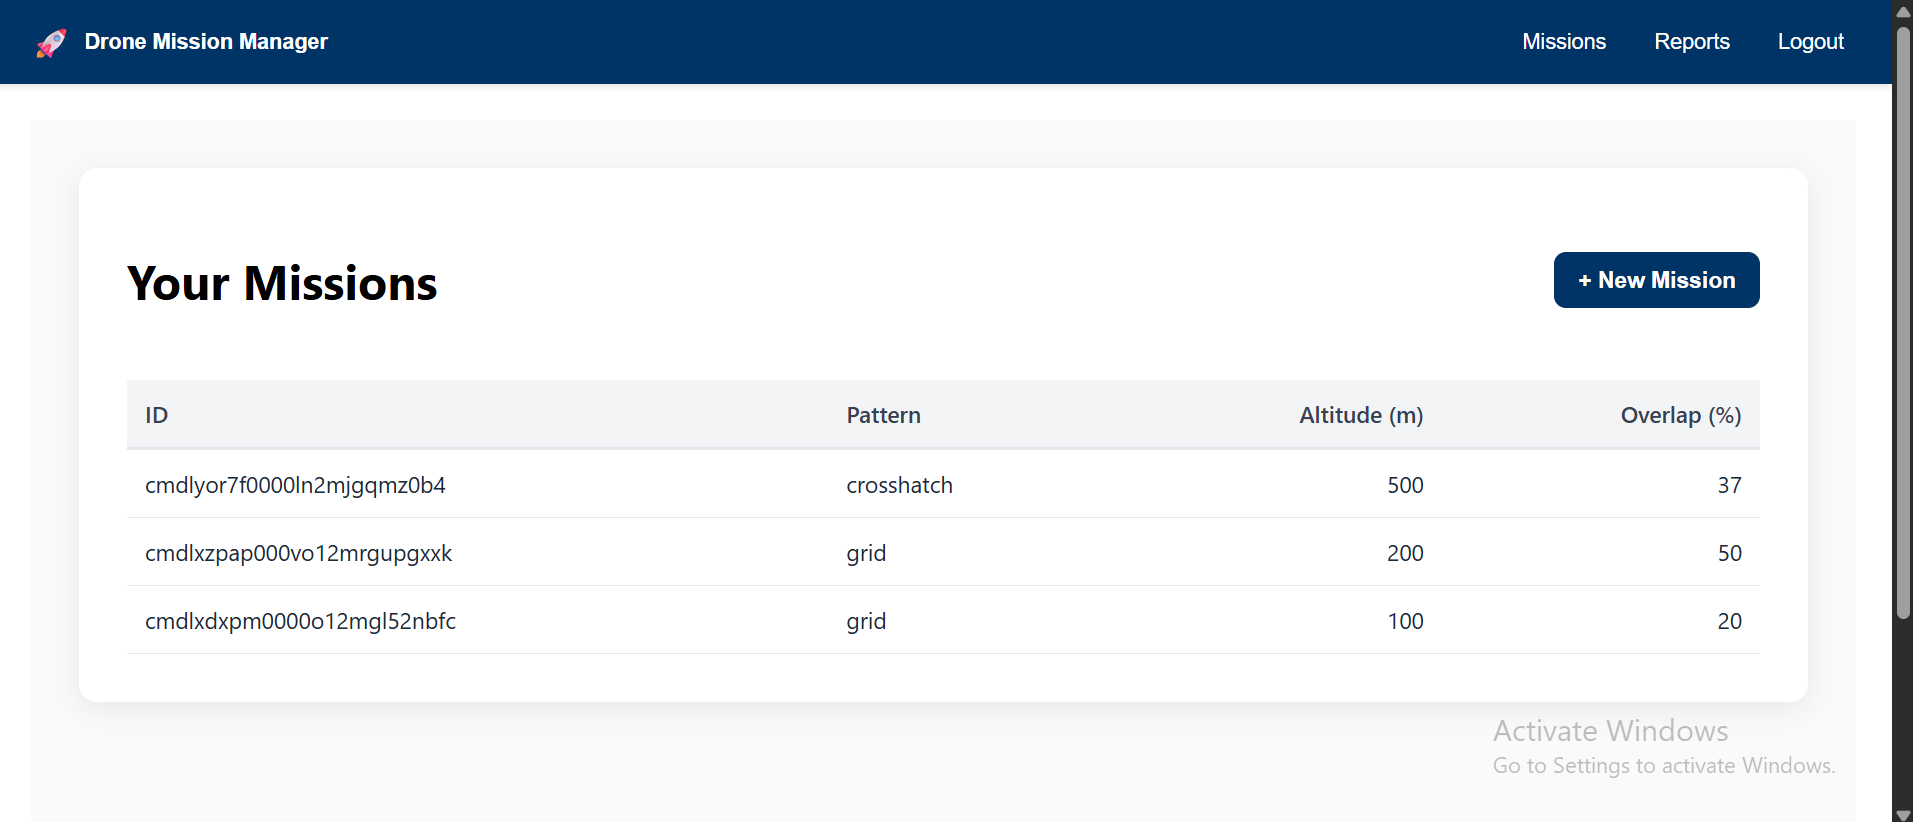 Drone Mission Manager
Missions Reports Logout
Your Missions
+ New Mission
ID Pattern Altitude (m) Overlap (%)
cmdlyor7f0000ln2mjgqmz0b4 crosshatch 500 37
cmdlxzpap000vo12mrgupgxxk grid 200 50
cmdlxdxpm0000o12mgl52nbfc grid 100 20
Activate Windows
Go to Settings to activate Windows.